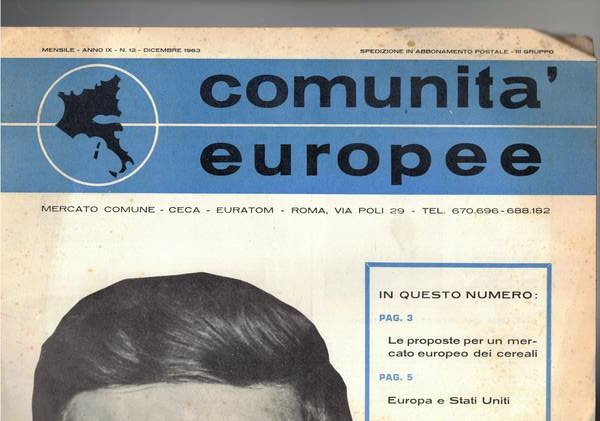 MENSILE - ANNO IX - N. 12 - DICEMBRE 1963
SPEDIZIONE IN ABBONAMENTO POSTALE - III GRUPPO
comunita'
europee
MERCATO COMUNE - CECA - EURATOM - ROMA, VIA POLI 29 - TEL. 670.696 - 688.182
IN QUESTO NUMERO:
PAG. 3
Le proposte per un mer-
cato europeo dei cereali
PAG. 5
Europa e Stati Uniti